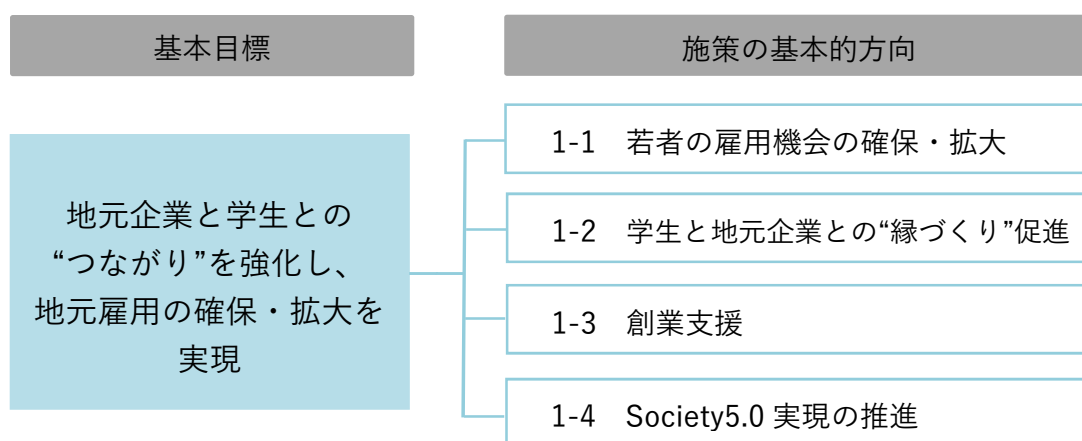 基本目標
施策の基本的方向
地元企業と学生との
“つながり”を強化し、
地元雇用の確保・拡大を
実現
1-1 若者の雇用機会の確保・拡大
1-2 学生と地元企業との“縁づくり”促進
1-3 創業支援
1-4 Society5.0 実現の推進